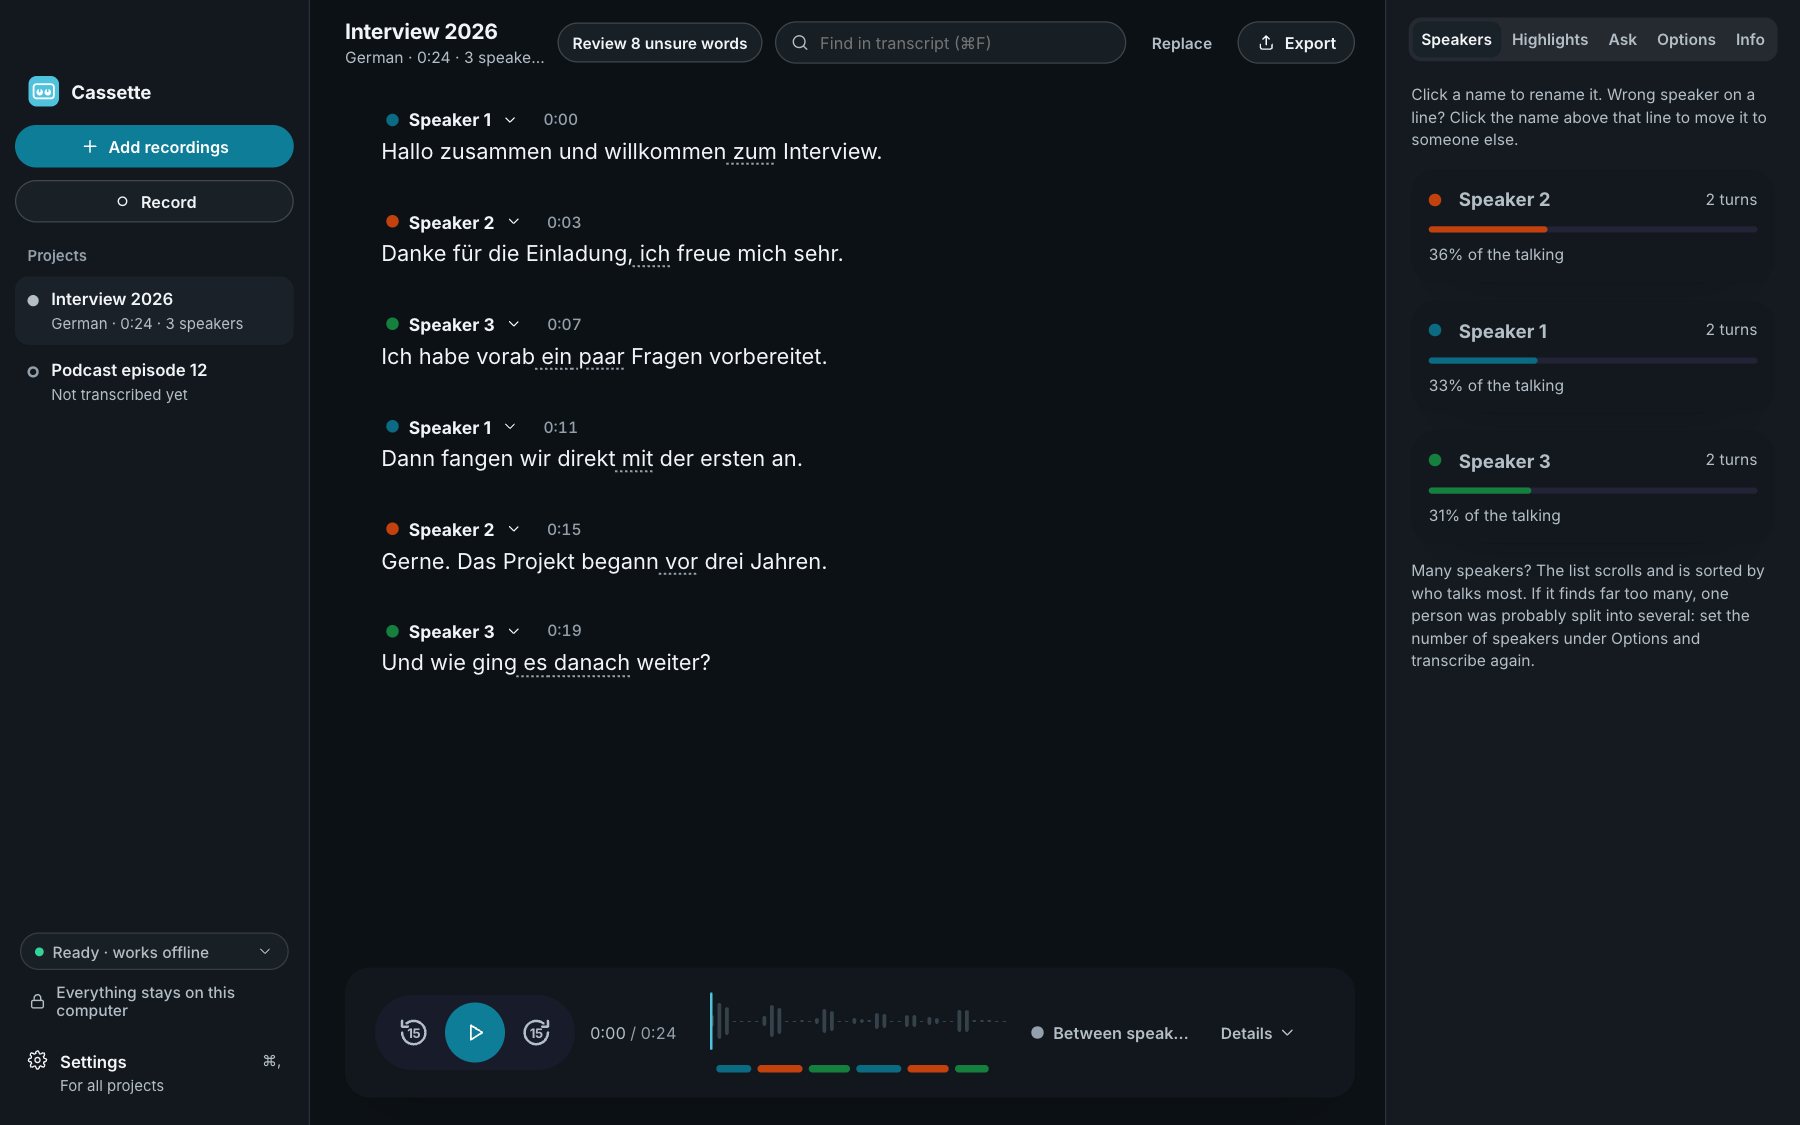 Cassette
Add recordings
Record
Projects
Interview 2026
German · 0:24 · 3 speakers
Podcast episode 12
Not transcribed yet
Ready · works offline
Everything stays on this
computer
Settings
⌘,
For all projects
Interview 2026
German · 0:24 · 3 speake...
Review 8 unsure words
Find in transcript (⌘F)
Replace
Export
Speaker 1 0:00
Hallo zusammen und willkommen zum Interview.
Speaker 2 0:03
Danke für die Einladung, ich freue mich sehr.
Speaker 3 0:07
Ich habe vorab ein paar Fragen vorbereitet.
Speaker 1 0:11
Dann fangen wir direkt mit der ersten an.
Speaker 2 0:15
Gerne. Das Projekt begann vor drei Jahren.
Speaker 3 0:19
Und wie ging es danach weiter?
15
15
0:00 / 0:24
Between speak...
Details
Speakers Highlights Ask Options Info
Click a name to rename it. Wrong speaker on a
line? Click the name above that line to move it to
someone else.
Speaker 2 2 turns
36% of the talking
Speaker 1 2 turns
33% of the talking
Speaker 3 2 turns
31% of the talking
Many speakers? The list scrolls and is sorted by
who talks most. If it finds far too many, one
person was probably split into several: set the
number of speakers under Options and
transcribe again.